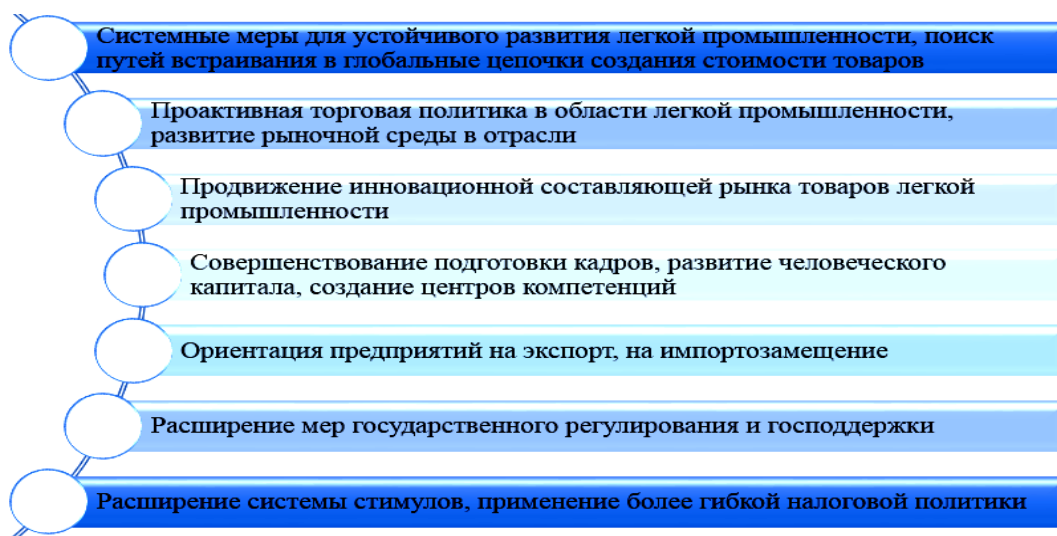 Системные меры для устойчивого развития легкой промышленности, поиск
путей встраивания в глобальные цепочки создания стоимости товаров
Проактивная торговая политика в области легкой промышленности,
развитие рыночной среды в отрасли
Продвижение инновационной составляющей рынка товаров легкой
промышленности
Совершенствование подготовки кадров, развитие человеческого
капитала, создание центров компетенций
Ориентация предприятий на экспорт, на импортозамещение
Расширение мер государственного регулирования и господдержки
Расширение системы стимулов, применение более гибкой налоговой политики